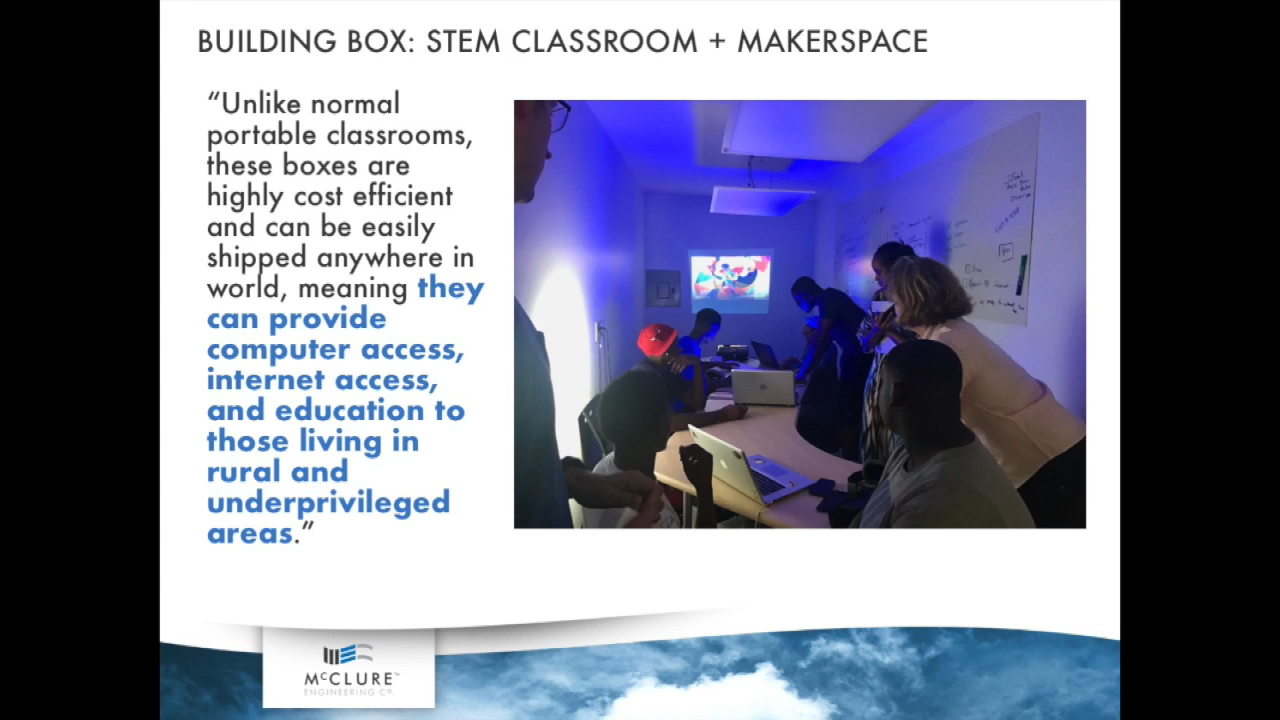 BUILDING BOX: STEM CLASSROOM + MAKERSPACE
“Unlike normal
portable classrooms,
these boxes are
highly cost efficient
and can be easily
shipped anywhere in
world, meaning they
can provide
computer access,
internet access,
and education to
those living in
rural and
underprivileged
areas.”
McCLURE™
ENGINEERING CO.